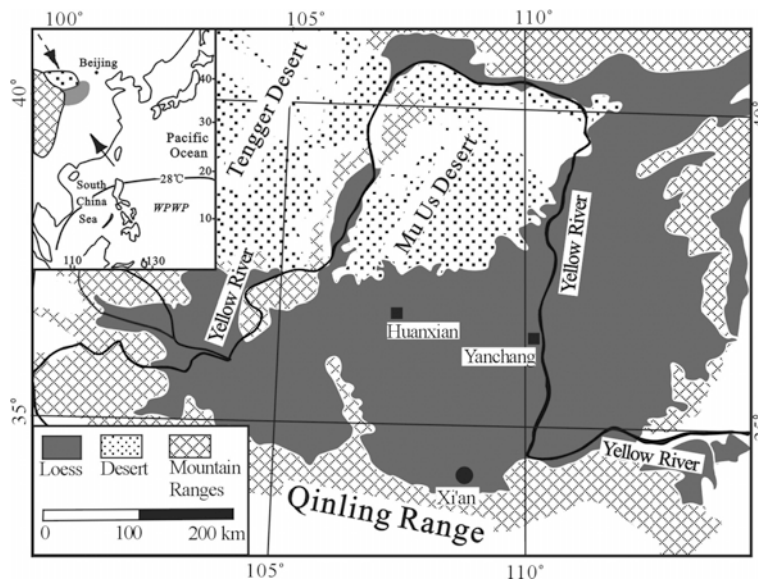 100°
105°
110°
40°
Beijing
40
30
20
10
Pacific
Ocean
South
China
Sea
28℃
WPWP
110
130
Tengger Desert
Mu Us Desert
Yellow River
Yellow River
Huanxian
Yanchang
35°
Loess
Desert
Mountain
Ranges
0
100
200 km
Xi'an
Qinling Range
Yellow River
105°
110°